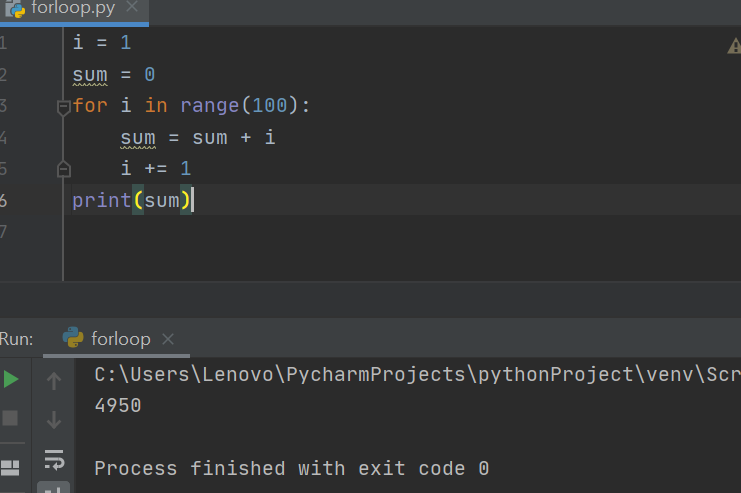 forloop.py
1 i = 1
2 sum = 0
3 for i in range(100):
4     sum = sum + i
5     i += 1
6 print(sum)
7
Run: forloop
C:\Users\Lenovo\PycharmProjects\pythonProject\venv\Scr
4950
Process finished with exit code 0